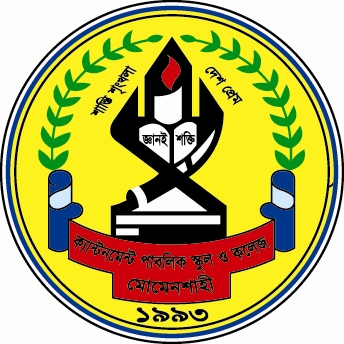 শান্তি শৃংখলা
দেশ প্রেম
জ্ঞানই শক্তি
ক্যান্টনমেন্ট পাবলিক স্কুল ও কলেজ
মোমেনশাহী
১৯৯৩